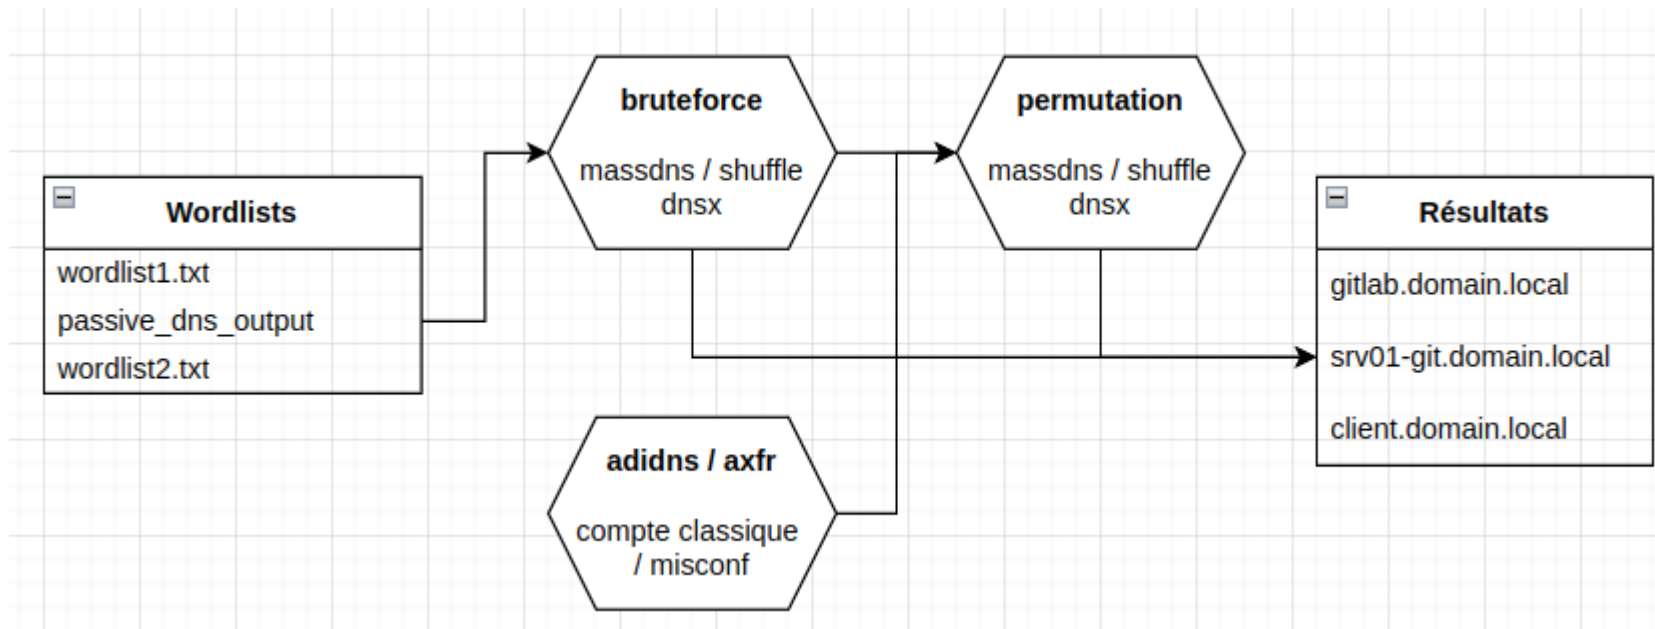 Wordlists
wordlist1.txt
passive_dns_output
wordlist2.txt
bruteforce
massdns / shuffle
dnsx
permutation
massdns / shuffle
dnsx
adidns / axfr
compte classique
/ misconf
Résultats
gitlab.domain.local
srv01-git.domain.local
client.domain.local